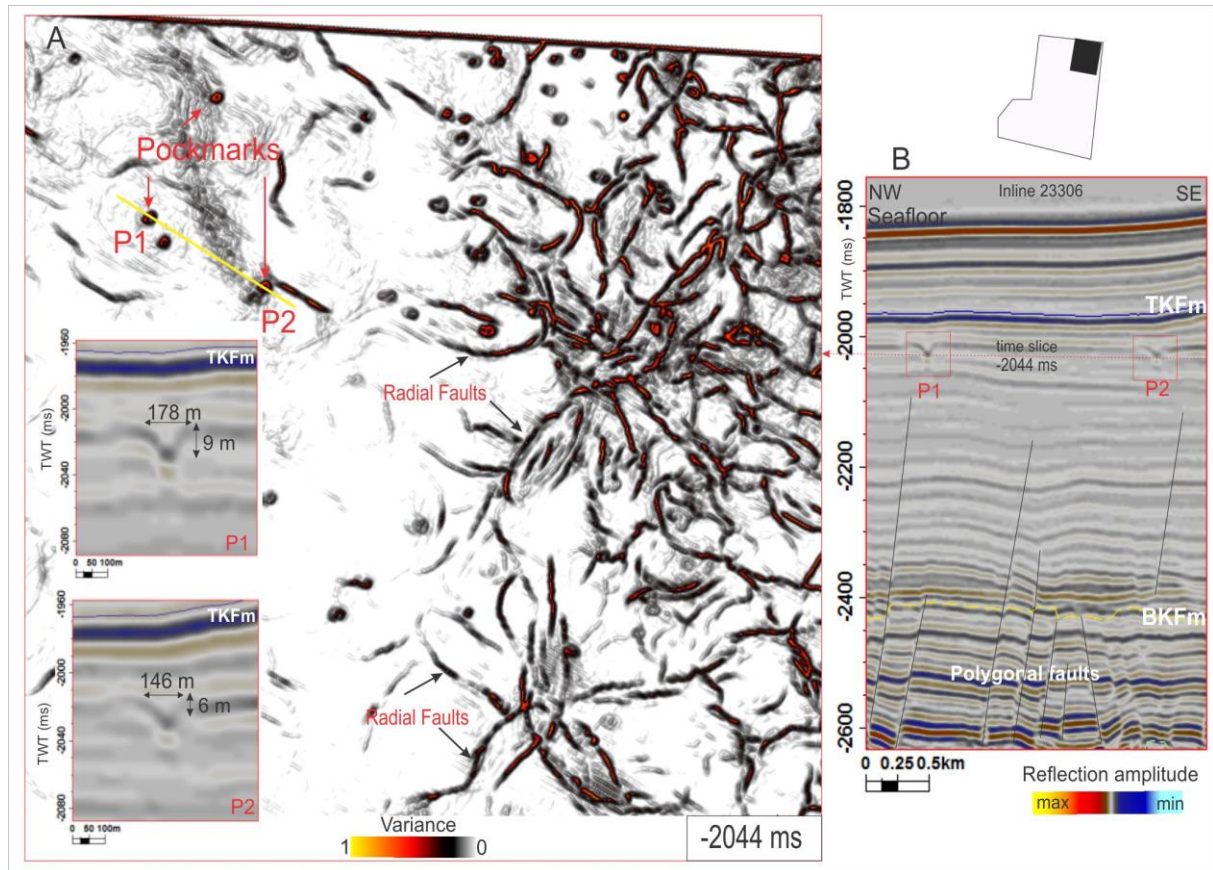 A
Pockmarks
P1
P2
Radial Faults
Radial Faults
-1960
TKFm
-2000
178 m
9 m
TWT (ms)
-2040
-2080
P1
0 50 100m
-1960
TKFm
-2000
146 m
6 m
TWT (ms)
-2040
-2080
P2
0 50 100m
Variance
1 0
-2044 ms
B
NW Inline 23306 SE
-1800
Seafloor
TWT (ms)
TKFm
-2000
time slice
-2044 ms
P1 P2
-2200
-2400
BKFm
Polygonal faults
-2600
0 0.25 0.5km
Reflection amplitude
max min